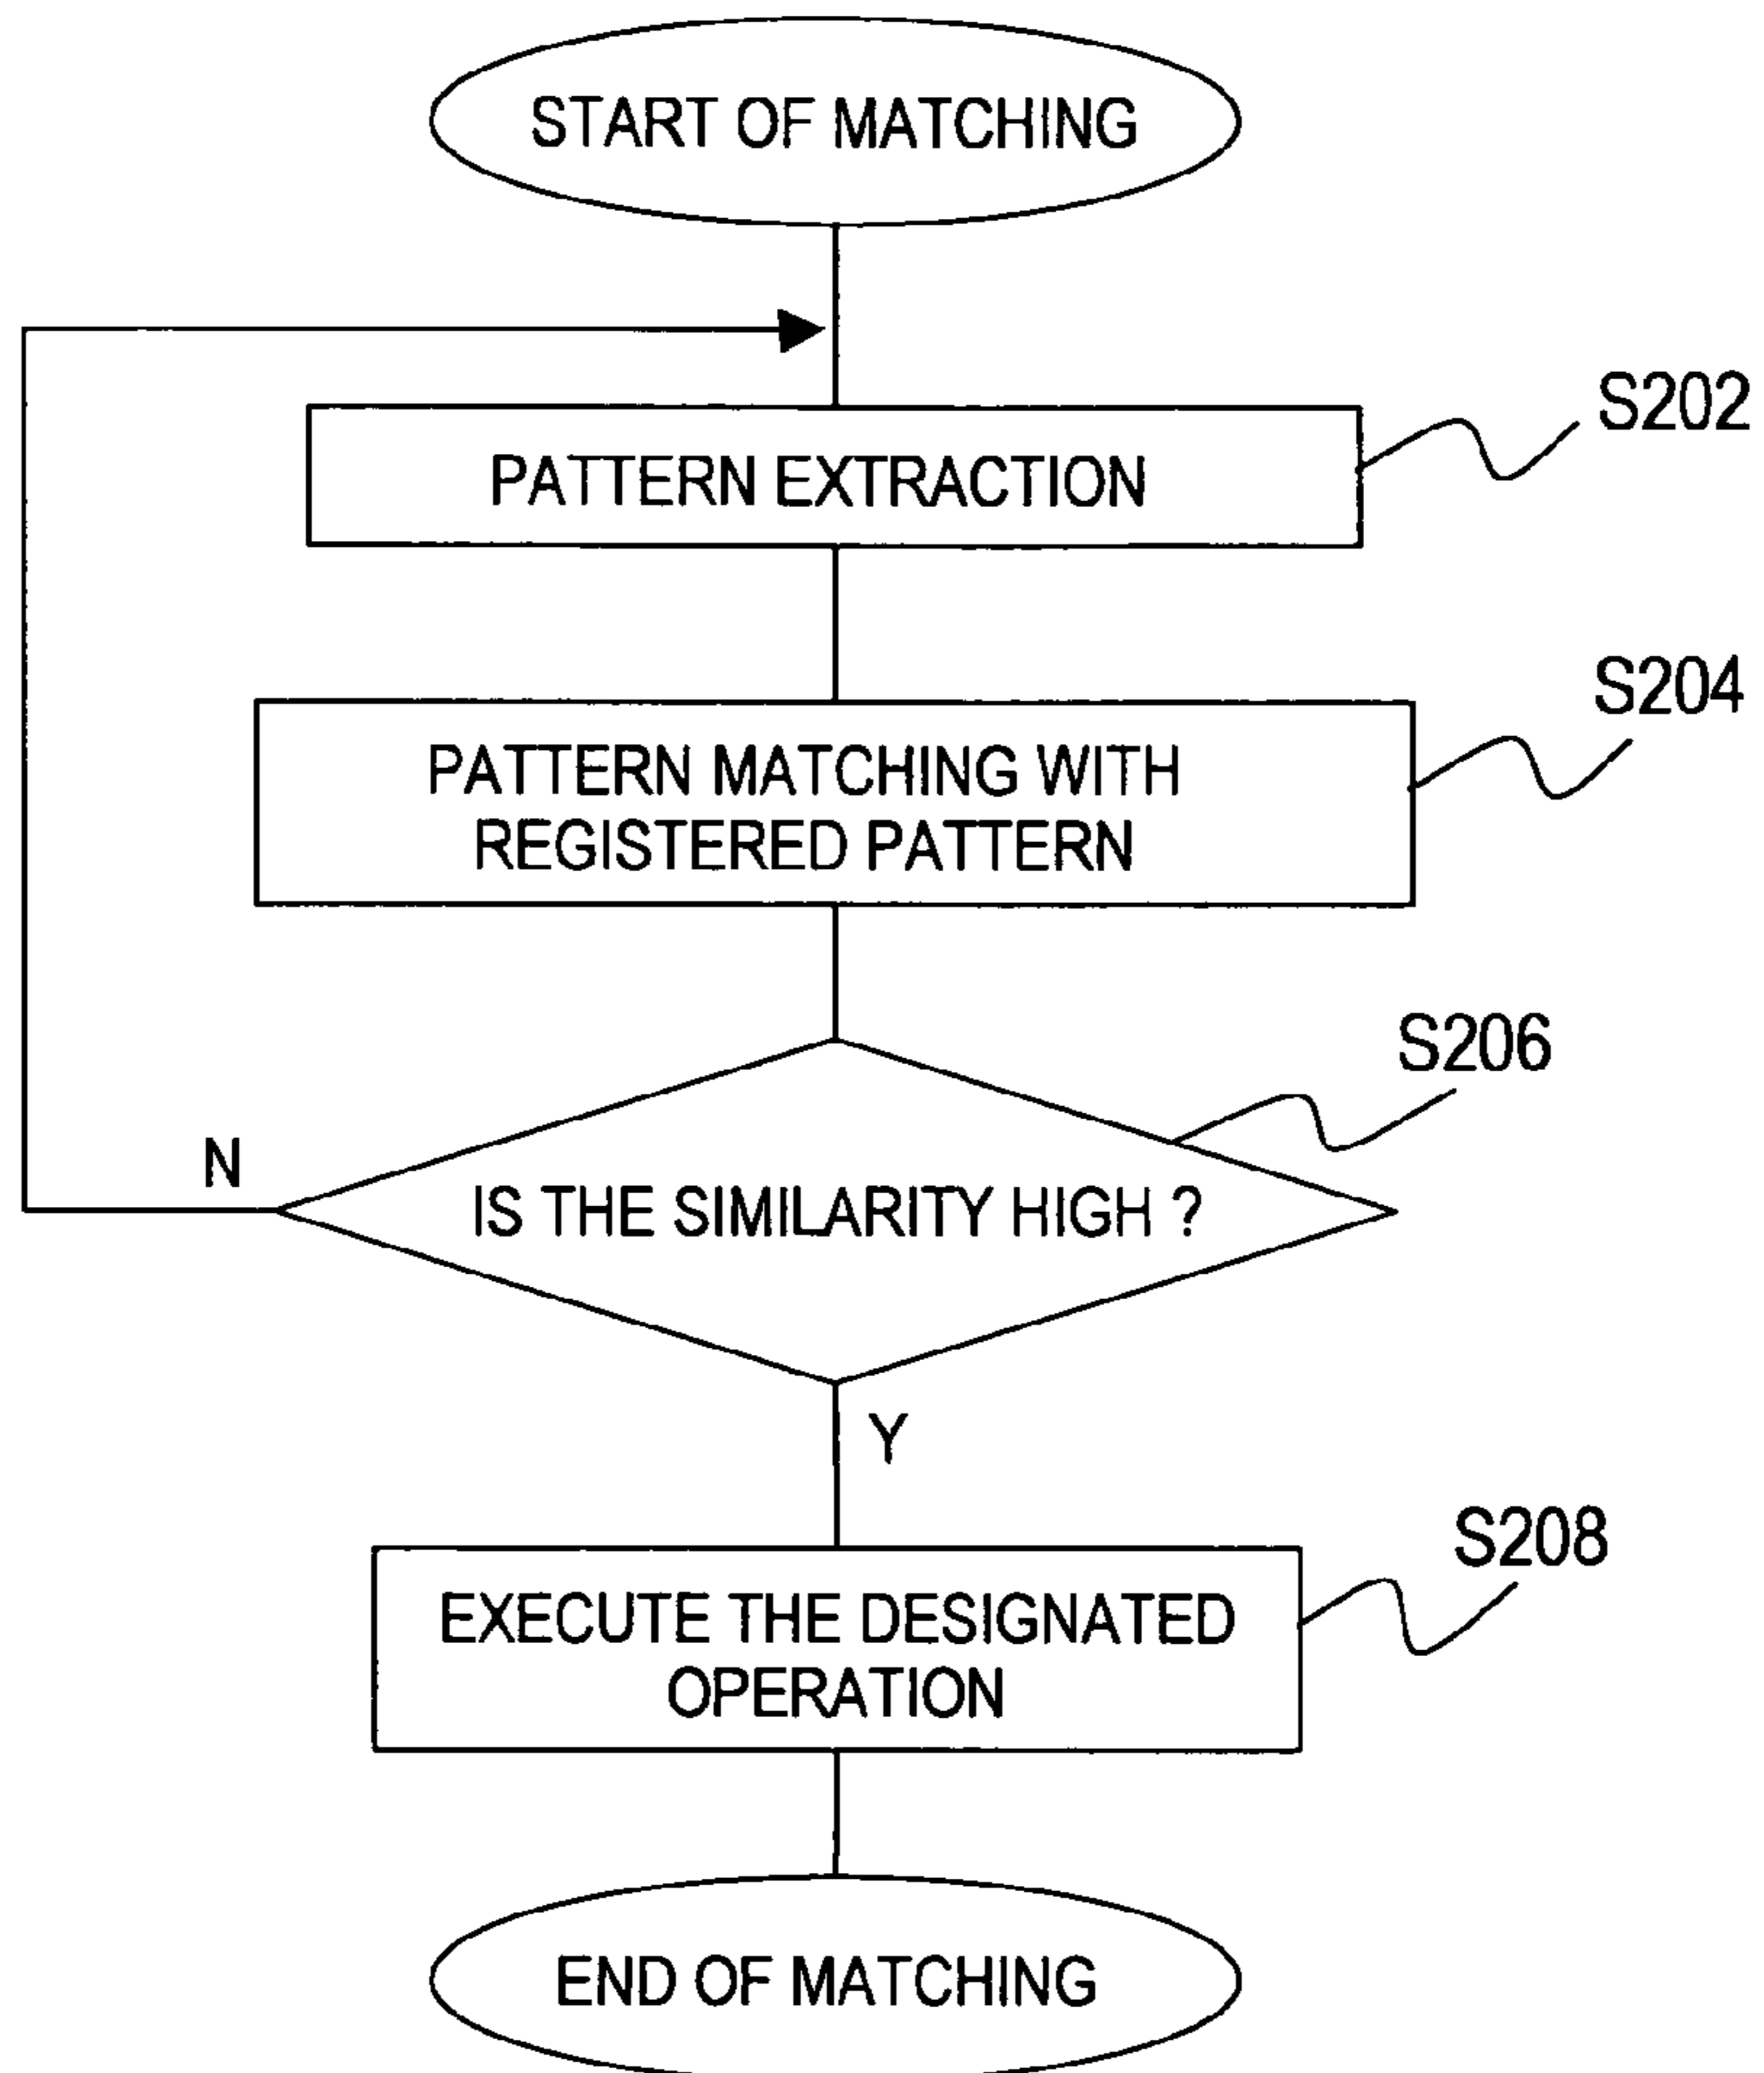 START OF MATCHING
S202
PATTERN EXTRACTION
S204
PATTERN MATCHING WITH
REGISTERED PATTERN
S206
N
IS THE SIMILARITY HIGH ?
Y
S208
EXECUTE THE DESIGNATED
OPERATION
END OF MATCHING